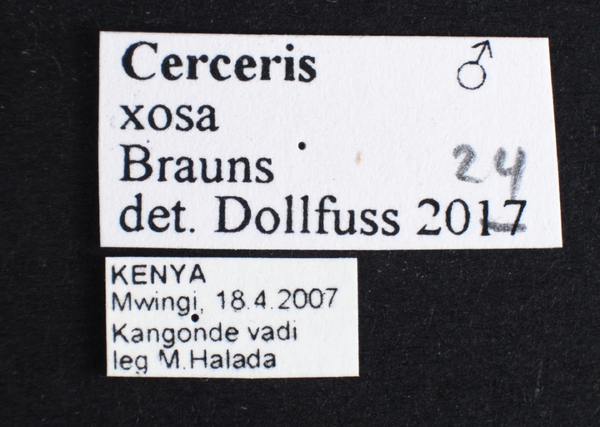 Cerceris ♂
xosa
Brauns
det. Dollfuss 2017
24
KENYA
Mwingi, 18.4.2007
Kangonde vadi
leg M.Halada